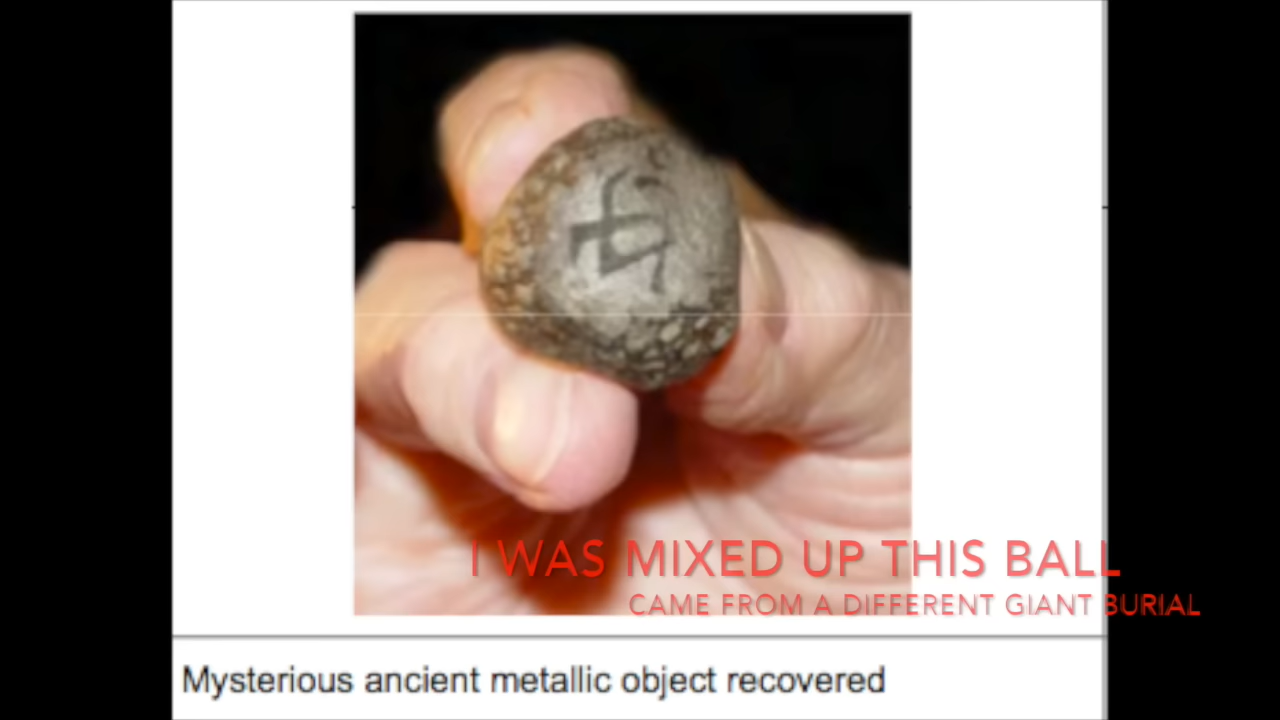 I WAS MIXED UP THIS BALL
CAME FROM A DIFFERENT GIANT BURIAL
Mysterious ancient metallic object recovered